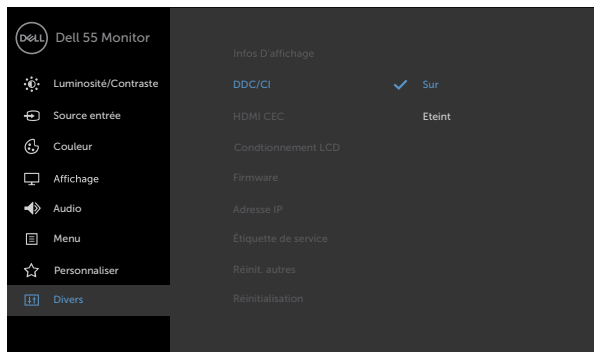 DELL Dell 55 Monitor
Infos D'affichage
Luminosité/Contraste DDC/CI Sur
Source entrée HDMI CEC Eteint
Couleur Condtionnement LCD
Affichage Firmware
Audio Adresse IP
Menu Étiquette de service
Personnaliser Réinit. autres
Divers Réinitialisation